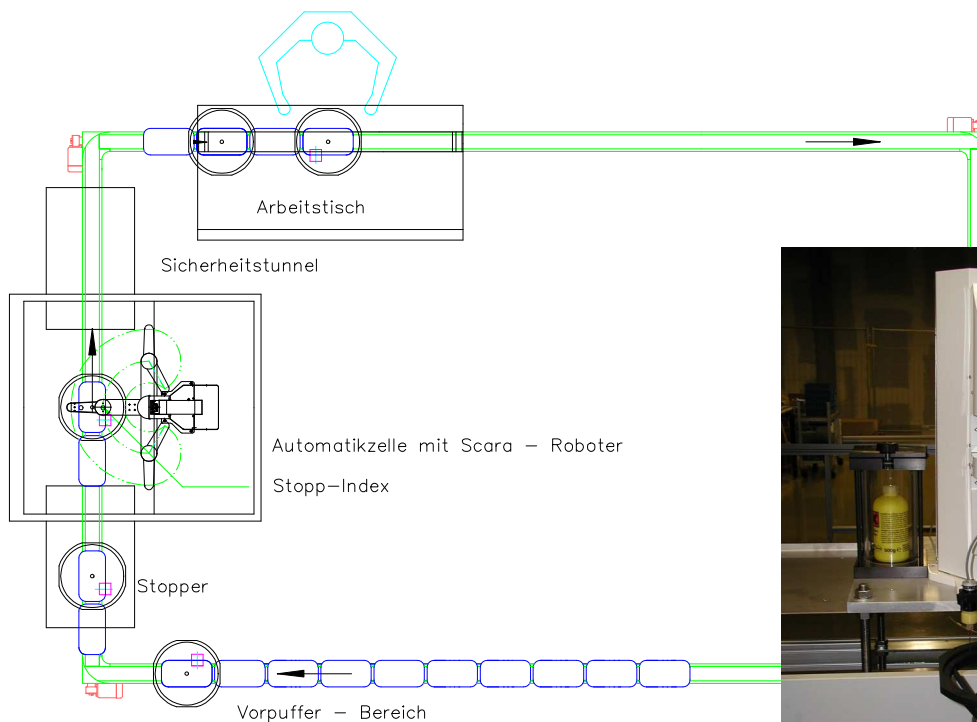 Arbeitstisch
Sicherheitstunnel
Automatikzelle mit Scara – Roboter
Stopp–Index
Stopper
Vorpuffer – Bereich